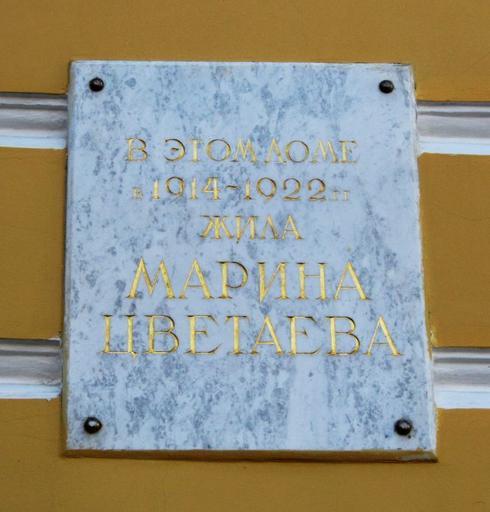 В ЭТОМ ДОМЕ
в 1914-1922 гг
ЖИЛА
МАРИНА
ЦВЕТАЕВА